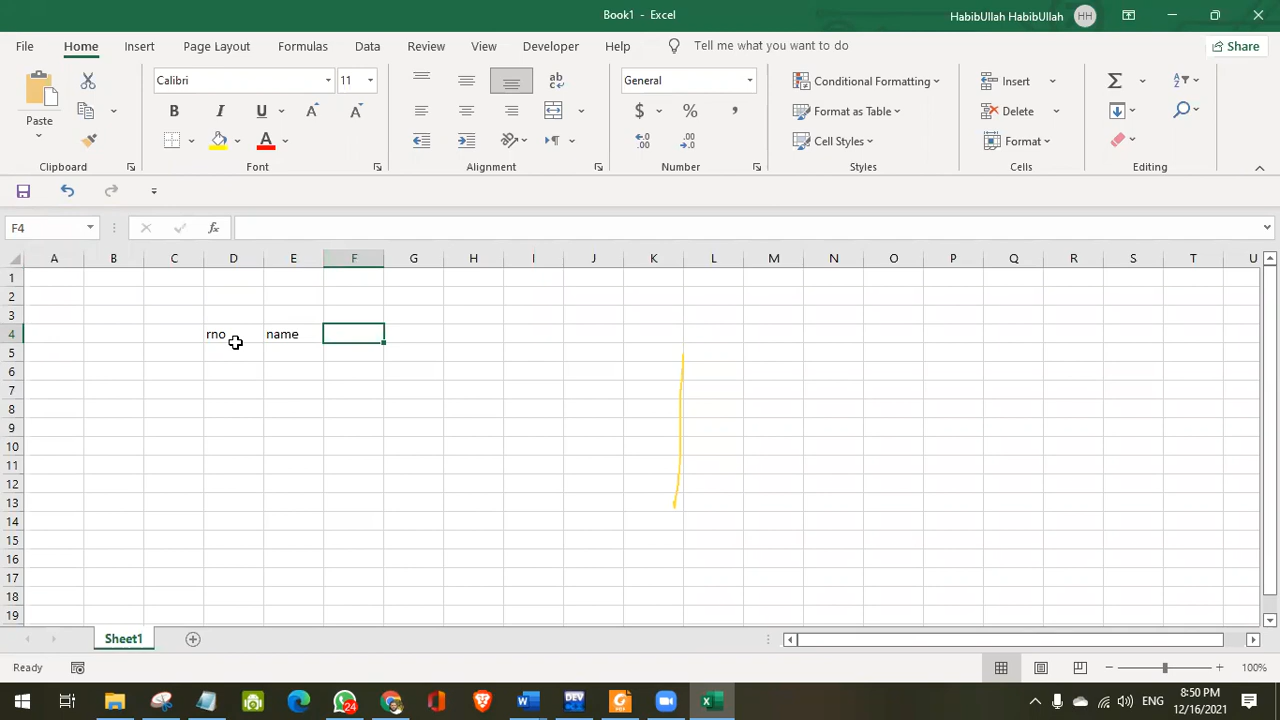 Book1 - Excel
HabibUllah HabibUllah HH
File Home Insert Page Layout Formulas Data Review View Developer Help Tell me what you want to do Share
Paste
Calibri 11
General
Conditional Formatting
Format as Table
Cell Styles
Insert
Delete
Format
Clipboard Font Alignment Number Styles Cells Editing
F4 fx
A B C D E F G H I J K L M N O P Q R S T U
1
2
3
4 rno name
5
6
7
8
9
10
11
12
13
14
15
16
17
18
19
Sheet1
Ready 100%
24 DEV ENG 8:50 PM
12/16/2021